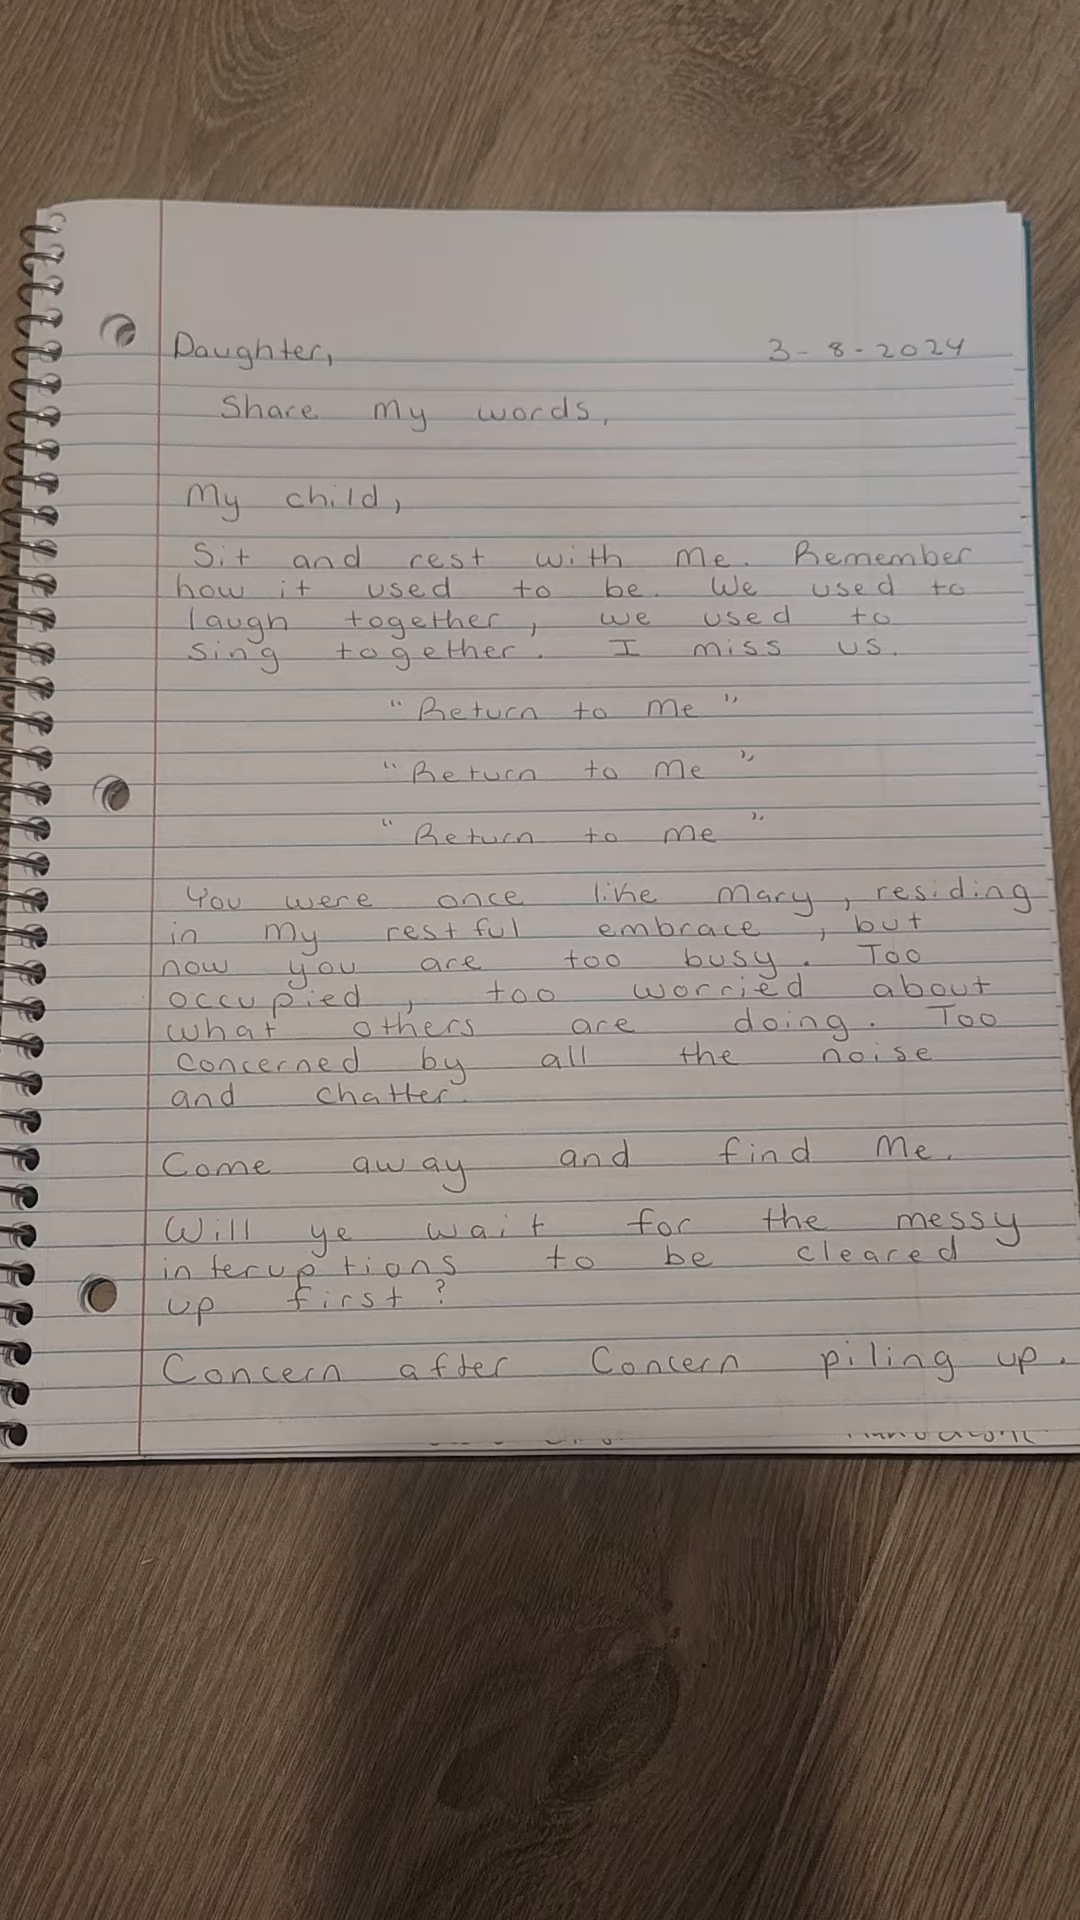 Daughter, 3-8-2024
Share My words,
My child,
Sit and rest with Me. Remember
how it used to be. We used to
laugh together, we used to
sing together. I miss us.
"Return to Me"
"Return to Me"
"Return to Me"
You were once like Mary, residing
in My restful embrace, but
now you are too busy. Too
occupied, too worried about
what others are doing. Too
concerned by all the noise
and chatter.
Come away and find Me.
Will ye wait for the messy
interuptions to be cleared
up first?
Concern after Concern piling up.